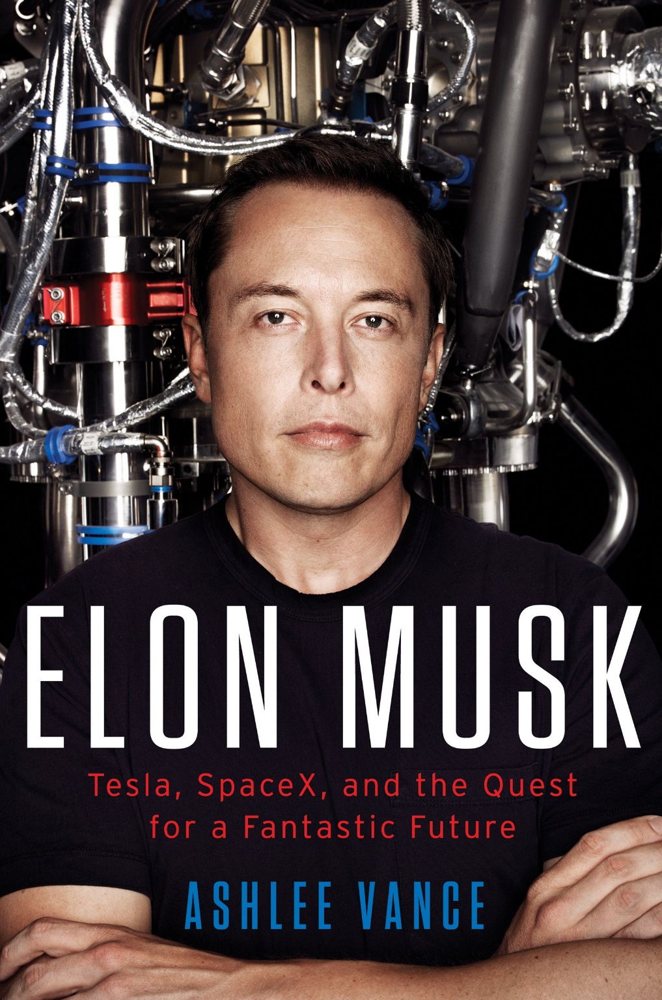 ELON MUSK
Tesla, SpaceX, and the Quest
for a Fantastic Future
ASHLEE VANCE